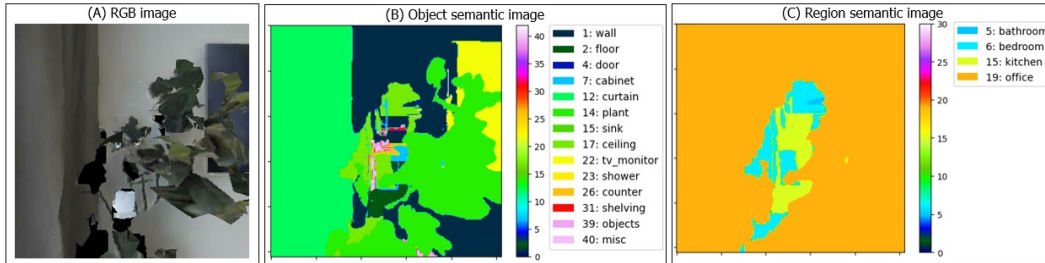 (A) RGB image
(B) Object semantic image
40
35
30
25
20
15
10
5
0
1: wall
2: floor
4: door
7: cabinet
12: curtain
14: plant
15: sink
17: ceiling
22: tv_monitor
23: shower
26: counter
31: shelving
39: objects
40: misc
(C) Region semantic image
30
25
20
15
10
5
0
5: bathroom
6: bedroom
15: kitchen
19: office